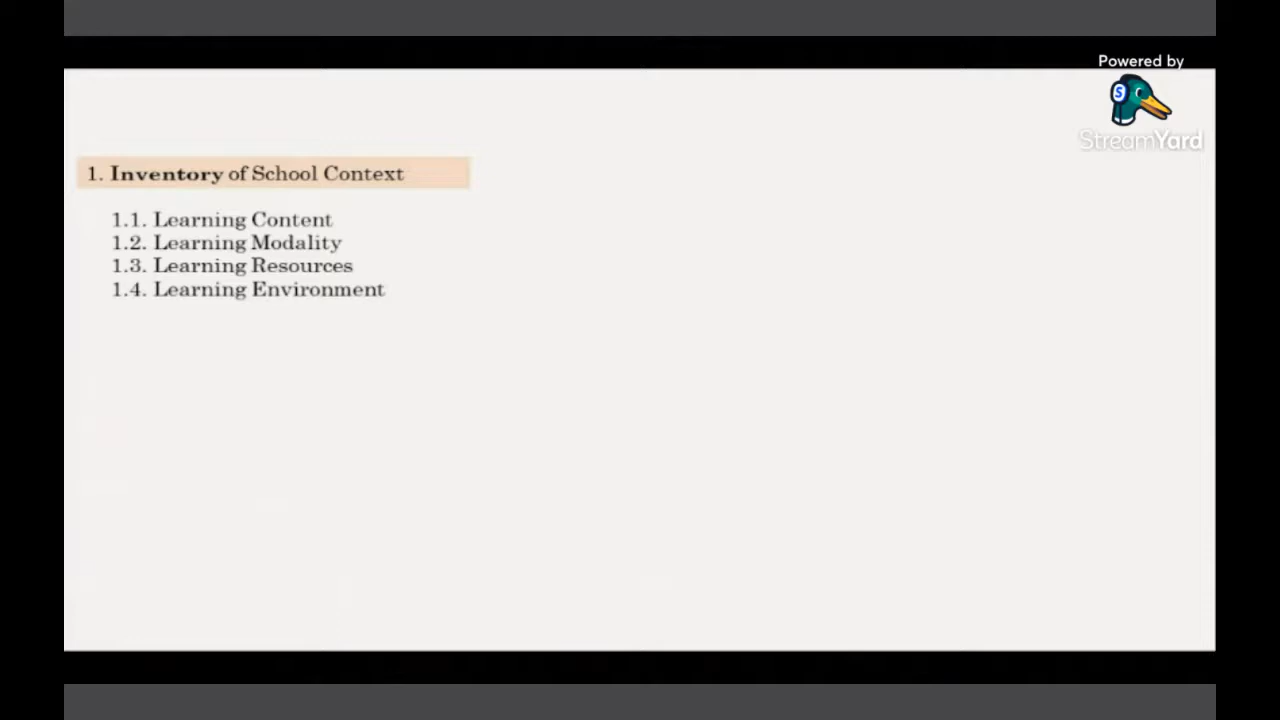 Powered by
S
StreamYard
1. Inventory of School Context
1.1. Learning Content
1.2. Learning Modality
1.3. Learning Resources
1.4. Learning Environment